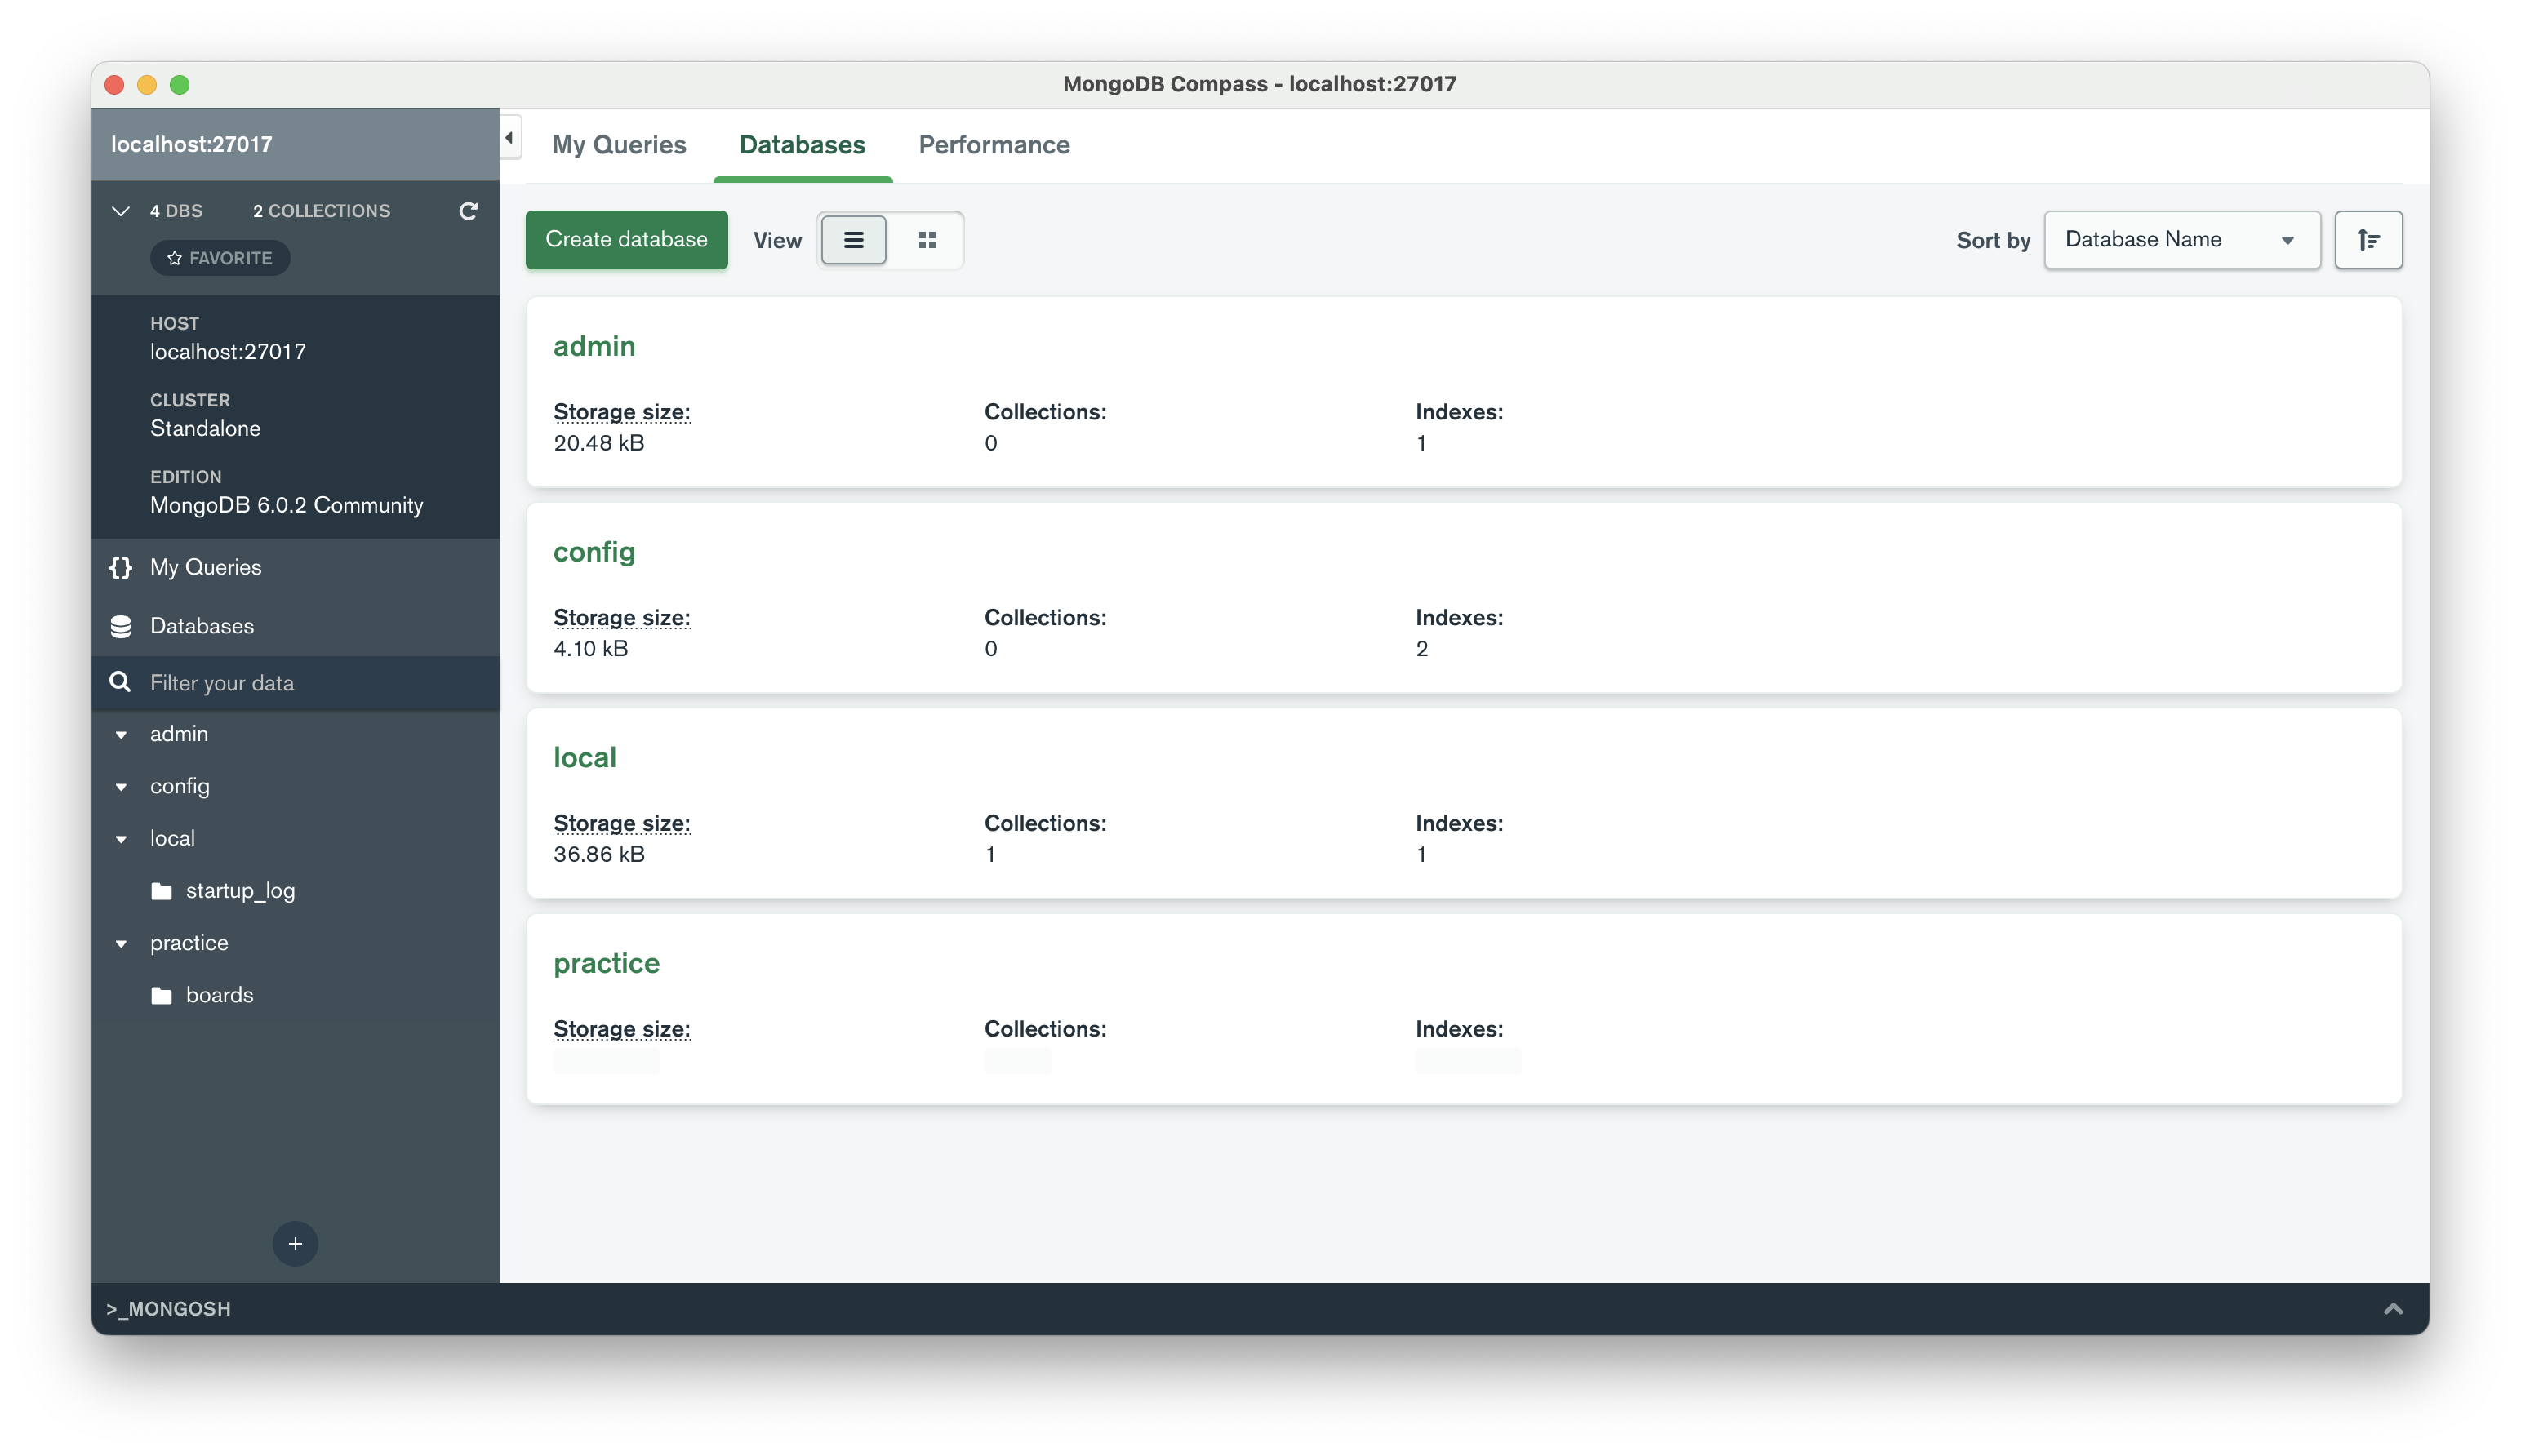 MongoDB Compass - localhost:27017
localhost:27017
4 DBS 2 COLLECTIONS
FAVORITE
HOST
localhost:27017
CLUSTER
Standalone
EDITION
MongoDB 6.0.2 Community
{} My Queries
Databases
Filter your data
admin
config
local
startup_log
practice
boards
+
My Queries Databases Performance
Create database View Sort by Database Name
admin
Storage size: Collections: Indexes:
20.48 kB 0 1
config
Storage size: Collections: Indexes:
4.10 kB 0 2
local
Storage size: Collections: Indexes:
36.86 kB 1 1
practice
Storage size: Collections: Indexes:
>_MONGOSH